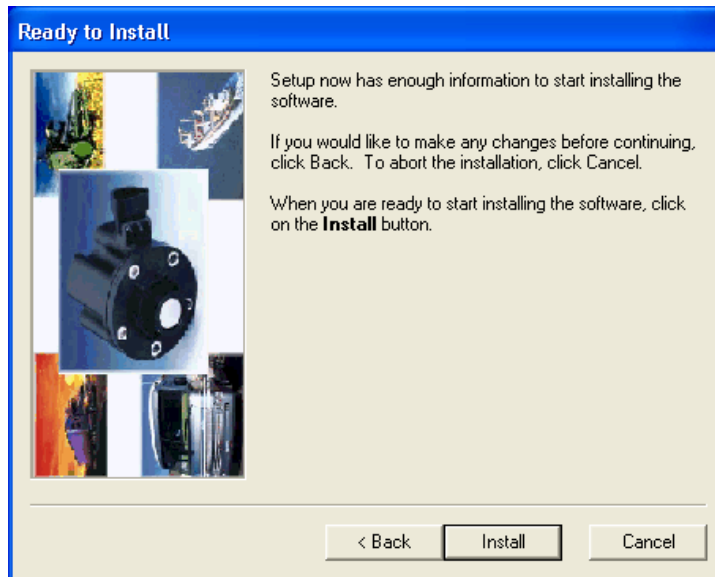 Ready to Install
Setup now has enough information to start installing the
software.
If you would like to make any changes before continuing,
click Back.  To abort the installation, click Cancel.
When you are ready to start installing the software, click
on the Install button.
< Back
Install
Cancel